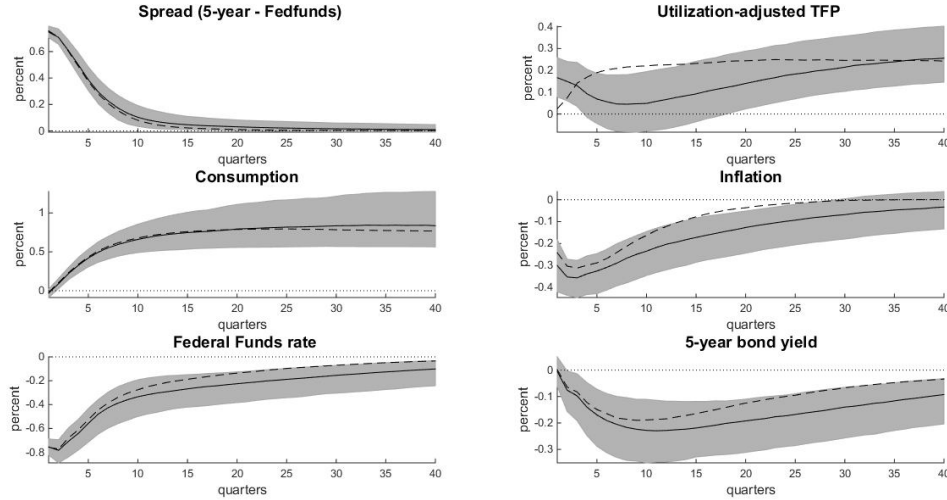 Spread (5-year - Fedfunds)
percent
0.6
0.4
0.2
0
5 10 15 20 25 30 35 40
quarters
Utilization-adjusted TFP
percent
0.4
0.3
0.2
0.1
0
5 10 15 20 25 30 35 40
quarters
Consumption
percent
1
0.5
0
5 10 15 20 25 30 35 40
quarters
Inflation
percent
0
-0.1
-0.2
-0.3
-0.4
5 10 15 20 25 30 35 40
quarters
Federal Funds rate
percent
0
-0.2
-0.4
-0.6
-0.8
5 10 15 20 25 30 35 40
quarters
5-year bond yield
percent
0
-0.1
-0.2
-0.3
5 10 15 20 25 30 35 40
quarters